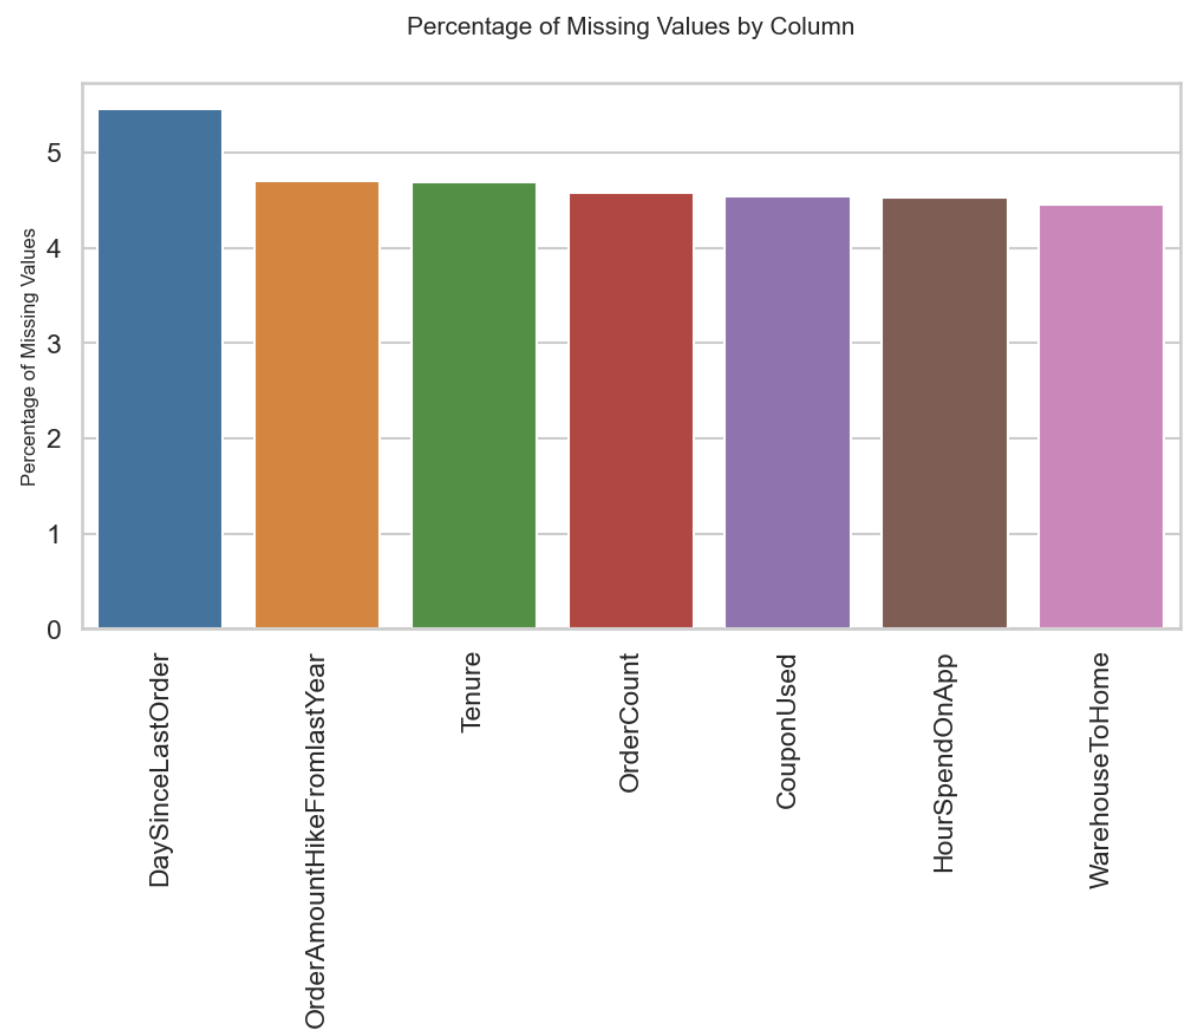 Percentage of Missing Values by Column
Percentage of Missing Values
5
4
3
2
1
0
DaySinceLastOrder
OrderAmountHikeFromlastYear
Tenure
OrderCount
CouponUsed
HourSpendOnApp
WarehouseToHome